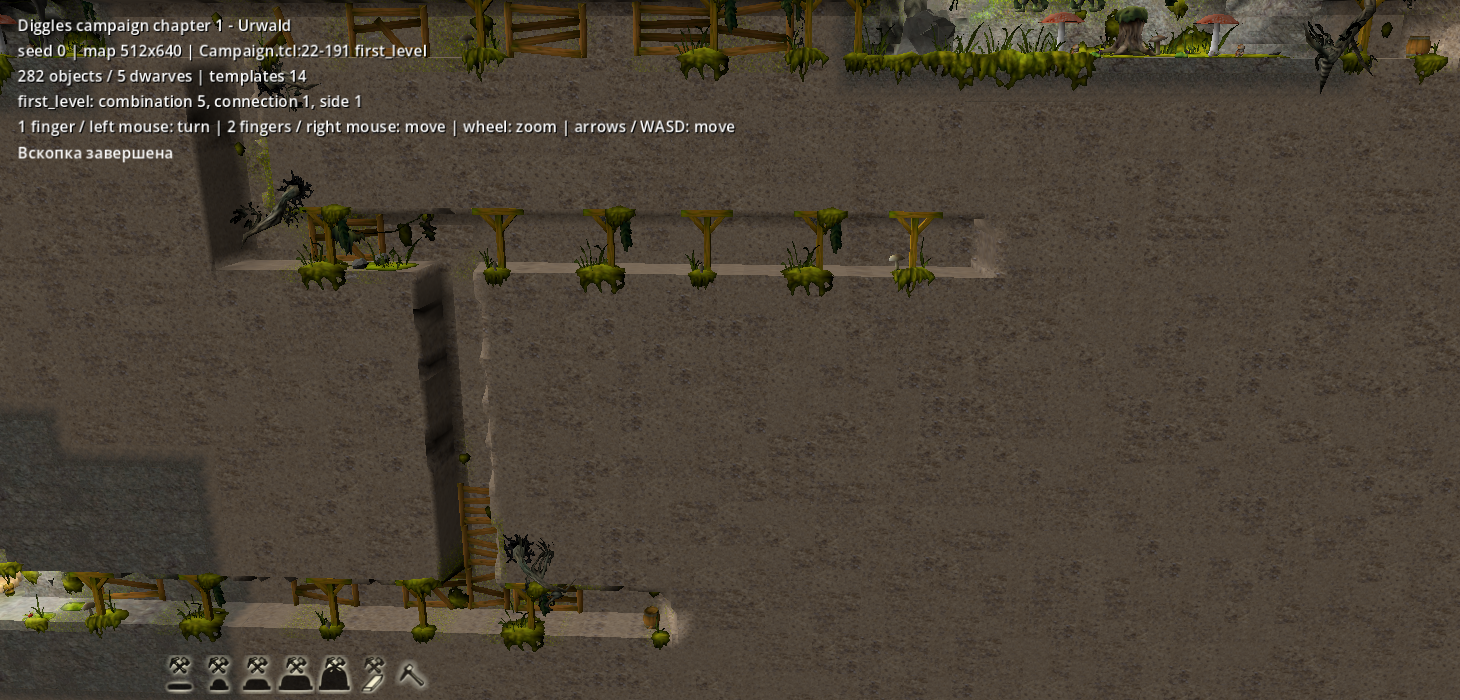 Diggles campaign chapter 1 - Urwald
seed 0 | map 512x640 | Campaign.tcl:22-191 first_level
282 objects / 5 dwarves | templates 14
first_level: combination 5, connection 1, side 1
1 finger / left mouse: turn | 2 fingers / right mouse: move | wheel: zoom | arrows / WASD: move
Вскопка завершена